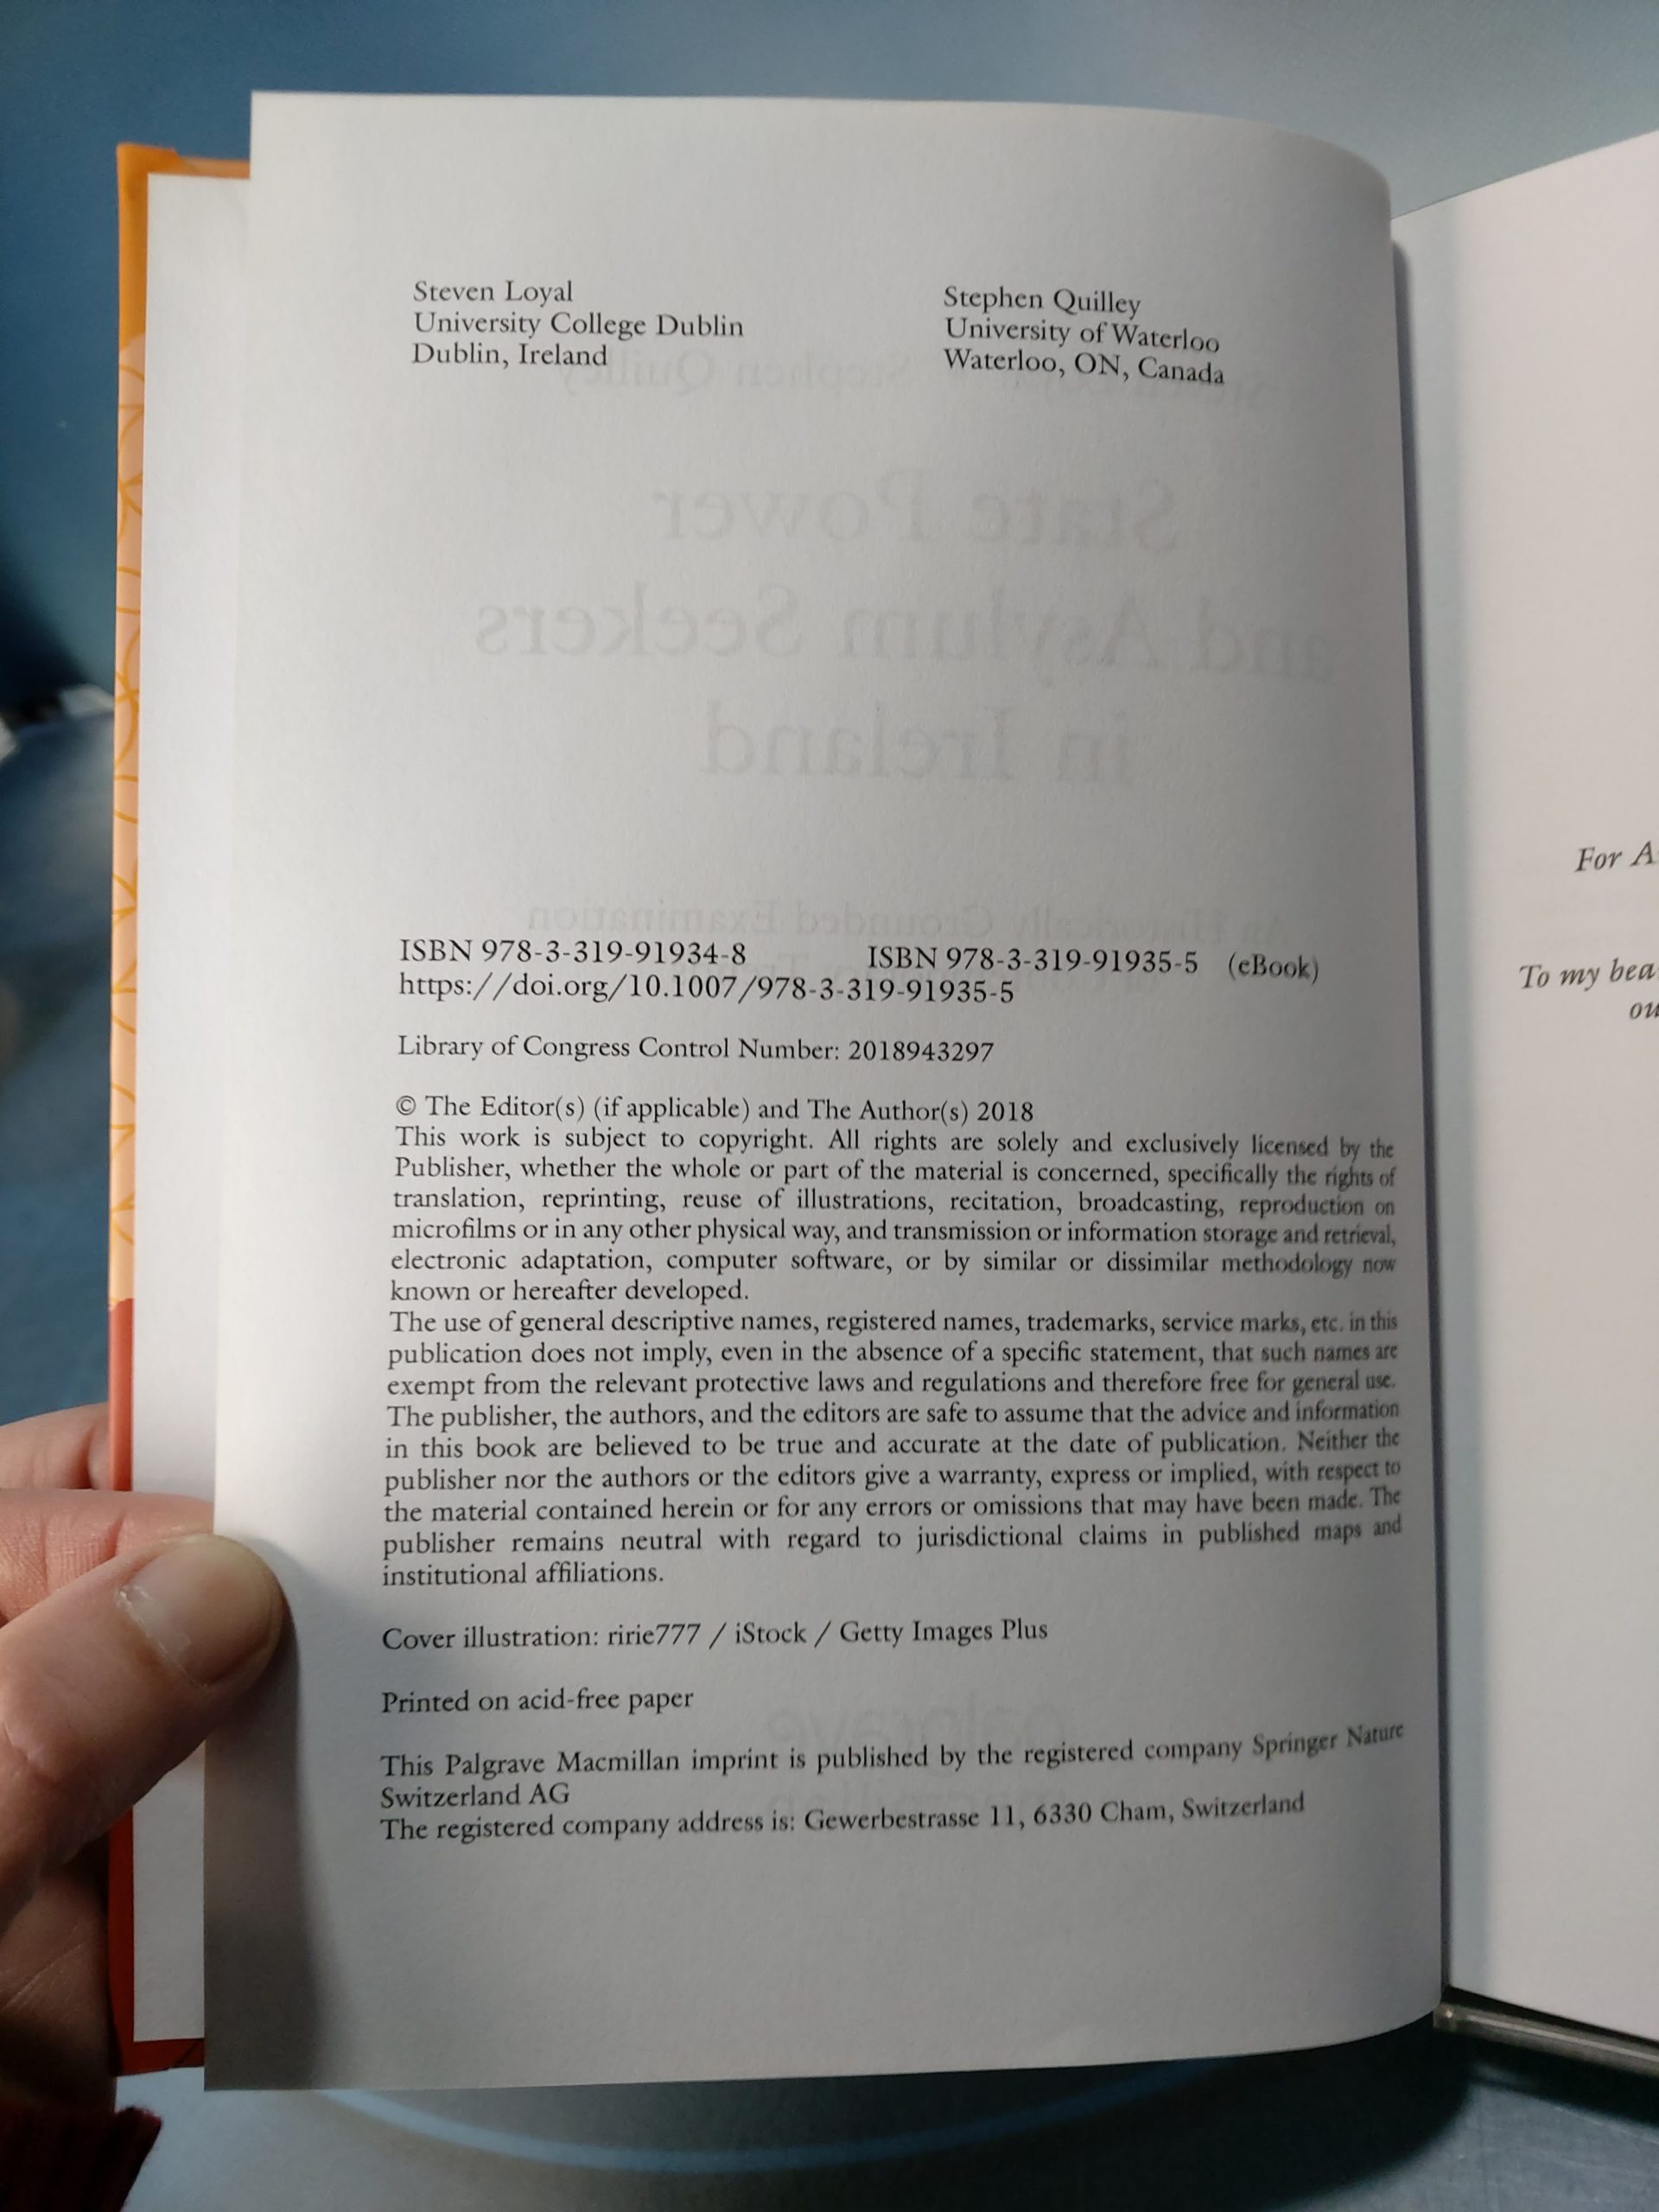 Steven Loyal
University College Dublin
Dublin, Ireland
Stephen Quilley
University of Waterloo
Waterloo, ON, Canada
State Power
and Asylum Seekers
in Ireland
An Historically Grounded Examination
ISBN 978-3-319-91934-8 ISBN 978-3-319-91935-5 (eBook)
https://doi.org/10.1007/978-3-319-91935-5
Library of Congress Control Number: 2018943297
© The Editor(s) (if applicable) and The Author(s) 2018
This work is subject to copyright. All rights are solely and exclusively licensed by the
Publisher, whether the whole or part of the material is concerned, specifically the rights of
translation, reprinting, reuse of illustrations, recitation, broadcasting, reproduction on
microfilms or in any other physical way, and transmission or information storage and retrieval,
electronic adaptation, computer software, or by similar or dissimilar methodology now
known or hereafter developed.
The use of general descriptive names, registered names, trademarks, service marks, etc. in this
publication does not imply, even in the absence of a specific statement, that such names are
exempt from the relevant protective laws and regulations and therefore free for general use.
The publisher, the authors, and the editors are safe to assume that the advice and information
in this book are believed to be true and accurate at the date of publication. Neither the
publisher nor the authors or the editors give a warranty, express or implied, with respect to
the material contained herein or for any errors or omissions that may have been made. The
publisher remains neutral with regard to jurisdictional claims in published maps and
institutional affiliations.
Cover illustration: ririe777 / iStock / Getty Images Plus
Printed on acid-free paper
This Palgrave Macmillan imprint is published by the registered company Springer Nature
Switzerland AG
The registered company address is: Gewerbestrasse 11, 6330 Cham, Switzerland
For
To my